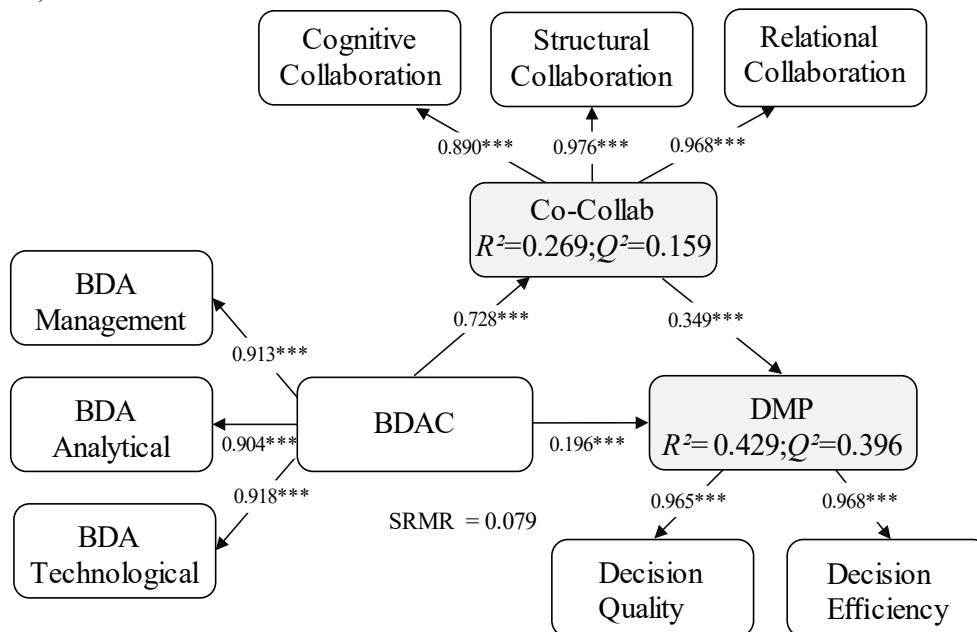 Cognitive
Collaboration
Structural
Collaboration
Relational
Collaboration
0.890***
0.976***
0.968***
Co-Collab
R²=0.269;Q²=0.159
BDA
Management
0.728***
0.349***
0.913***
BDA
Analytical
0.904***
BDAC
0.196***
DMP
R²= 0.429;Q²=0.396
0.918***
0.965***
0.968***
SRMR = 0.079
BDA
Technological
Decision
Quality
Decision
Efficiency